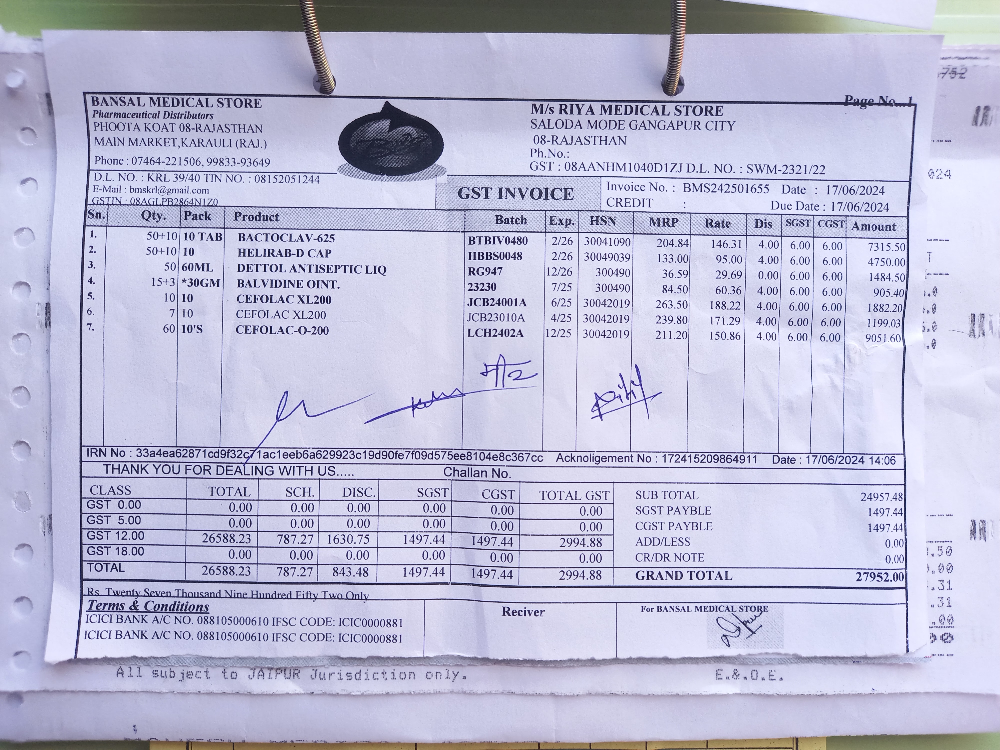 Page No...1
BANSAL MEDICAL STORE
Pharmaceutical Distributors
PHOOTA KOAT 08-RAJASTHAN
MAIN MARKET,KARAULI (RAJ.)
Phone : 07464-221506, 99833-93649
D.L. NO. : KRL 39/40 TIN NO. : 08152051244
E-Mail : bmskrl@gmail.com
GSTIN : 08AGLPB2864N1Z0
M/s RIYA MEDICAL STORE
SALODA MODE GANGAPUR CITY
08-RAJASTHAN
Ph.No.:
GST : 08AANHM1040D1ZJ D.L. NO. : SWM-2321/22
GST INVOICE
Invoice No. : BMS242501655 Date : 17/06/2024
CREDIT : Due Date : 17/06/2024
Sn. Qty. Pack Product Batch Exp. HSN MRP Rate Dis SGST CGST Amount
1. 50+10 10 TAB BACTOCLAV-625 BTBIV0480 2/26 30041090 204.84 146.31 4.00 6.00 6.00 7315.50
2. 50+10 10 HELIRAB-D CAP HBBS0048 2/26 30049039 133.00 95.00 4.00 6.00 6.00 4750.00
3. 50 60ML DETTOL ANTISEPTIC LIQ RG947 12/26 300490 36.59 29.69 0.00 6.00 6.00 1484.50
4. 15+3 *30GM BALVIDINE OINT. 23230 7/25 300490 84.50 60.36 4.00 6.00 6.00 905.40
5. 10 10 CEFOLAC XL200 JCB24001A 6/25 30042019 263.50 188.22 4.00 6.00 6.00 1882.20
6. 7 10 CEFOLAC XL200 JCB23010A 4/25 30042019 239.80 171.29 4.00 6.00 6.00 1199.03
7. 60 10'S CEFOLAC-O-200 LCH2402A 12/25 30042019 211.20 150.86 4.00 6.00 6.00 9051.60
IRN No : 33a4ea62871cd9f32c71ac1eeb6a629923c19d90fe7f09d575ee8104e8c367cc Acknoligement No : 172415209864911 Date : 17/06/2024 14:06
THANK YOU FOR DEALING WITH US..... Challan No.
CLASS TOTAL SCH. DISC. SGST CGST TOTAL GST
GST 0.00 0.00 0.00 0.00 0.00 0.00 0.00
GST 5.00 0.00 0.00 0.00 0.00 0.00 0.00
GST 12.00 26588.23 787.27 1630.75 1497.44 1497.44 2994.88
GST 18.00 0.00 0.00 0.00 0.00 0.00 0.00
TOTAL 26588.23 787.27 843.48 1497.44 1497.44 2994.88
SUB TOTAL 24957.48
SGST PAYBLE 1497.44
CGST PAYBLE 1497.44
ADD/LESS 0.00
CR/DR NOTE 0.00
GRAND TOTAL 27952.00
Rs. Twenty Seven Thousand Nine Hundred Fifty Two Only
Terms & Conditions
ICICI BANK A/C NO. 088105000610 IFSC CODE: ICIC0000881
ICICI BANK A/C NO. 088105000610 IFSC CODE: ICIC0000881
Reciver
For BANSAL MEDICAL STORE
All subject to JAIPUR Jurisdiction only.
E.&.O.E.
024
.50
.00
.31
.31
.00